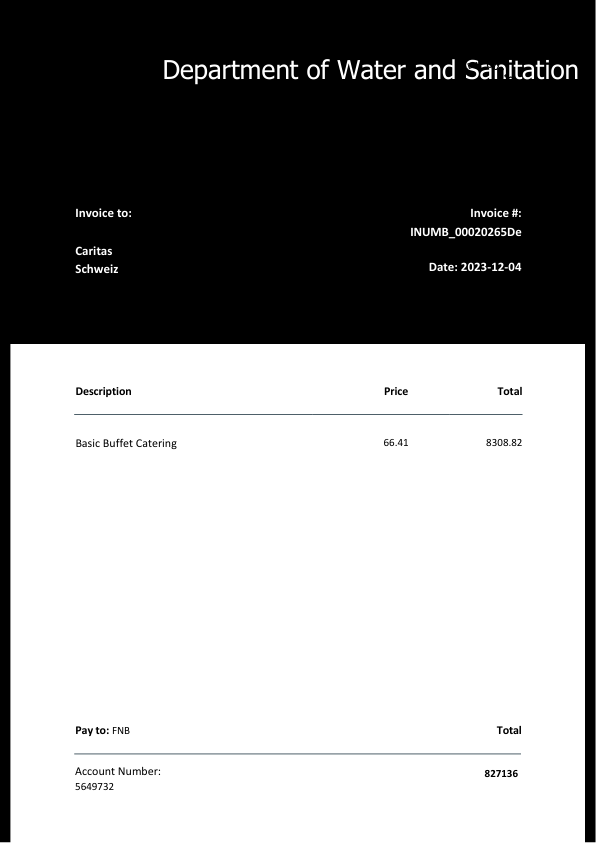 Department of Water and Sanitation
Invoice to:
Invoice #:
INUMB_00020265De
Caritas
Schweiz
Date: 2023-12-04
Description Price Total
Basic Buffet Catering 66.41 8308.82
Pay to: FNB Total
Account Number:
5649732
827136